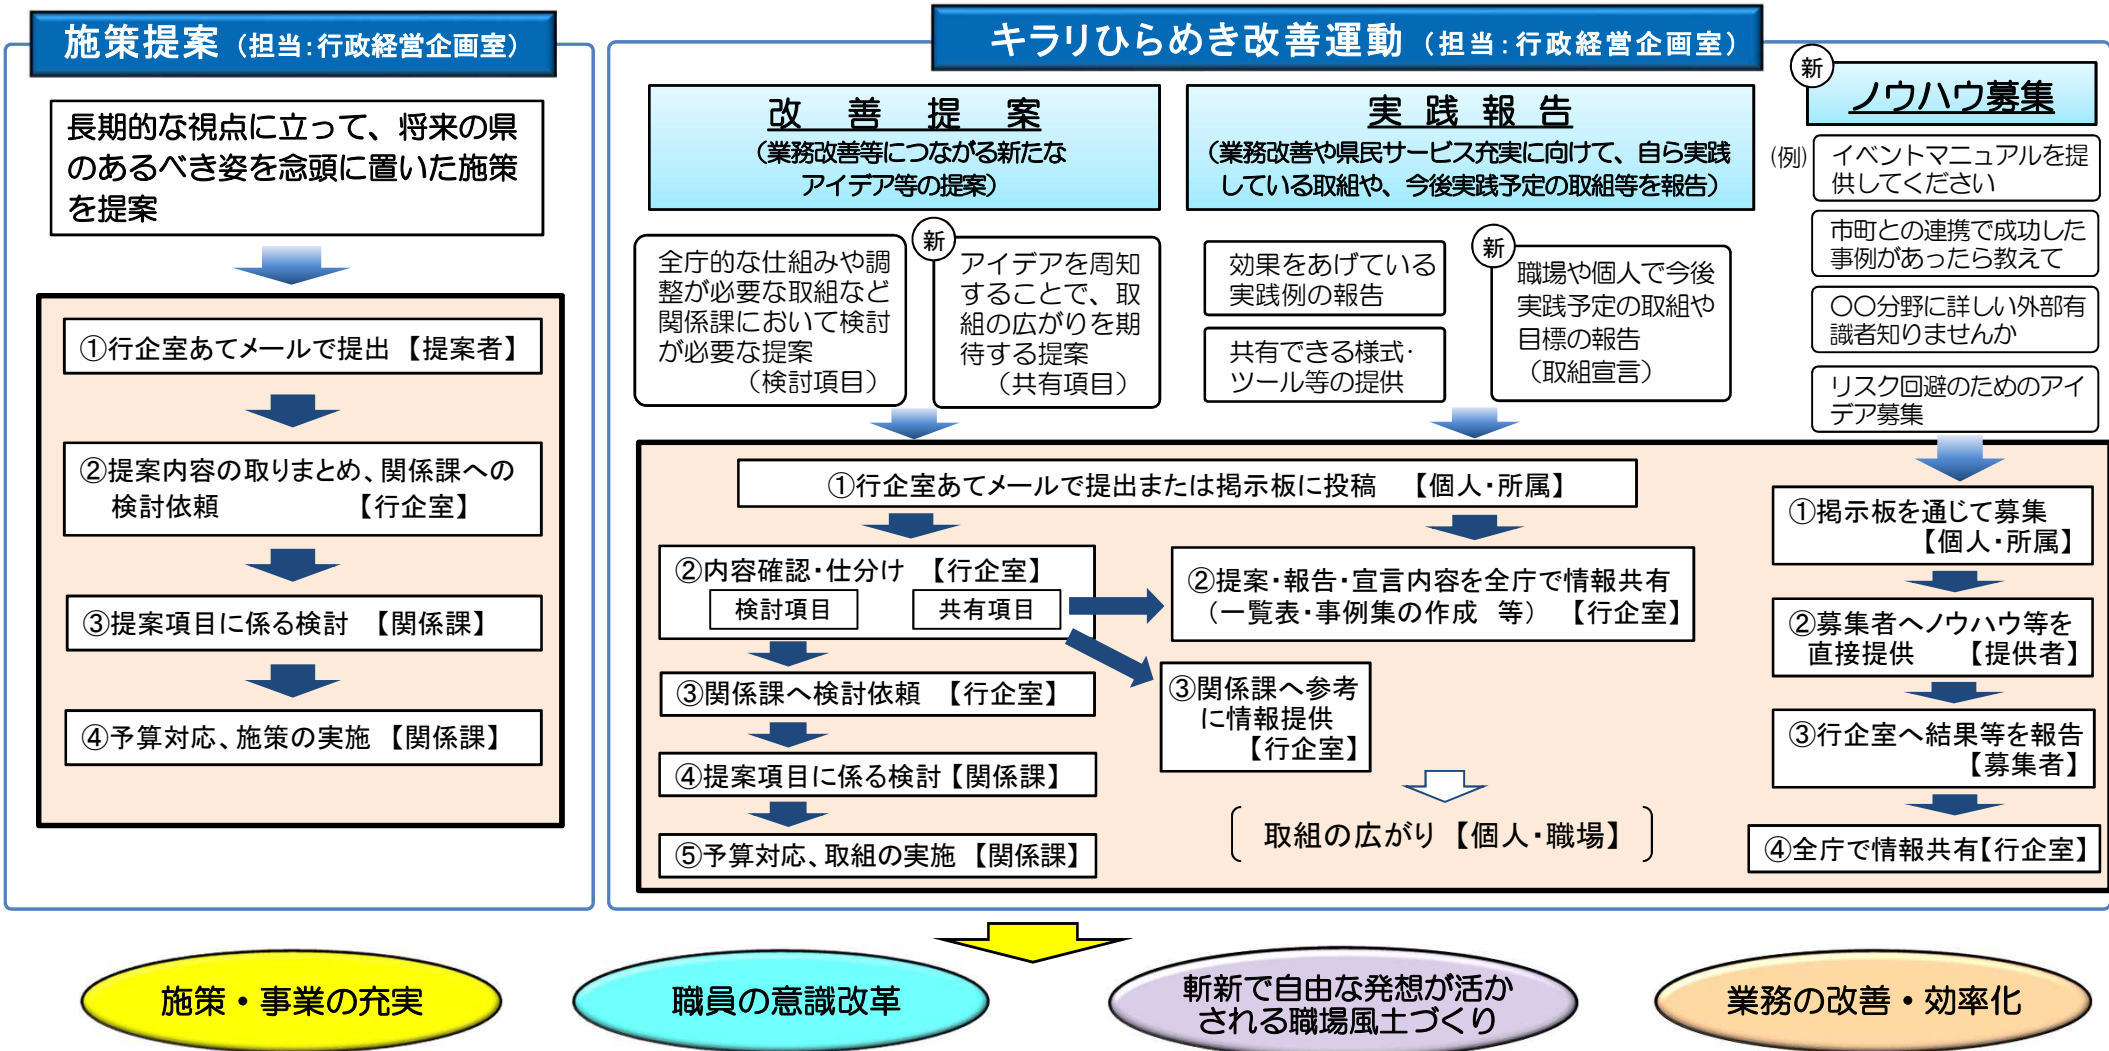 施策提案（担当：行政経営企画室）
長期的な視点に立って、将来の県
のあるべき姿を念頭に置いた施策
を提案
①行企室あてメールで提出 【提案者】
②提案内容の取りまとめ、関係課への
検討依頼 【行企室】
③提案項目に係る検討 【関係課】
④予算対応、施策の実施 【関係課】
キラリひらめき改善運動（担当：行政経営企画室）
改善提案
（業務改善等につながる新たな
アイデア等の提案）
全庁的な仕組みや調
整が必要な取組など
関係課において検討
が必要な提案
（検討項目）
新
アイデアを周知
することで、取
組の広がりを期
待する提案
（共有項目）
実践報告
（業務改善や県民サービス充実に向けて、自ら実践
している取組や、今後実践予定の取組等を報告）
効果をあげている
実践例の報告
共有できる様式・
ツール等の提供
新
職場や個人で今後
実践予定の取組や
目標の報告
（取組宣言）
新
ノウハウ募集
(例)
イベントマニュアルを提
供してください
市町との連携で成功した
事例があったら教えて
〇〇分野に詳しい外部有
識者知りませんか
リスク回避のためのアイ
デア募集
①行企室あてメールで提出または掲示板に投稿 【個人・所属】
②内容確認・仕分け 【行企室】
検討項目 共有項目
③関係課へ検討依頼 【行企室】
④提案項目に係る検討【関係課】
⑤予算対応、取組の実施 【関係課】
②提案・報告・宣言内容を全庁で情報共有
（一覧表・事例集の作成 等） 【行企室】
③関係課へ参考
に情報提供
【行企室】
取組の広がり 【個人・職場】
①掲示板を通じて募集
【個人・所属】
②募集者へノウハウ等を
直接提供 【提供者】
③行企室へ結果等を報告
【募集者】
④全庁で情報共有【行企室】
施策・事業の充実
職員の意識改革
斬新で自由な発想が活か
される職場風土づくり
業務の改善・効率化